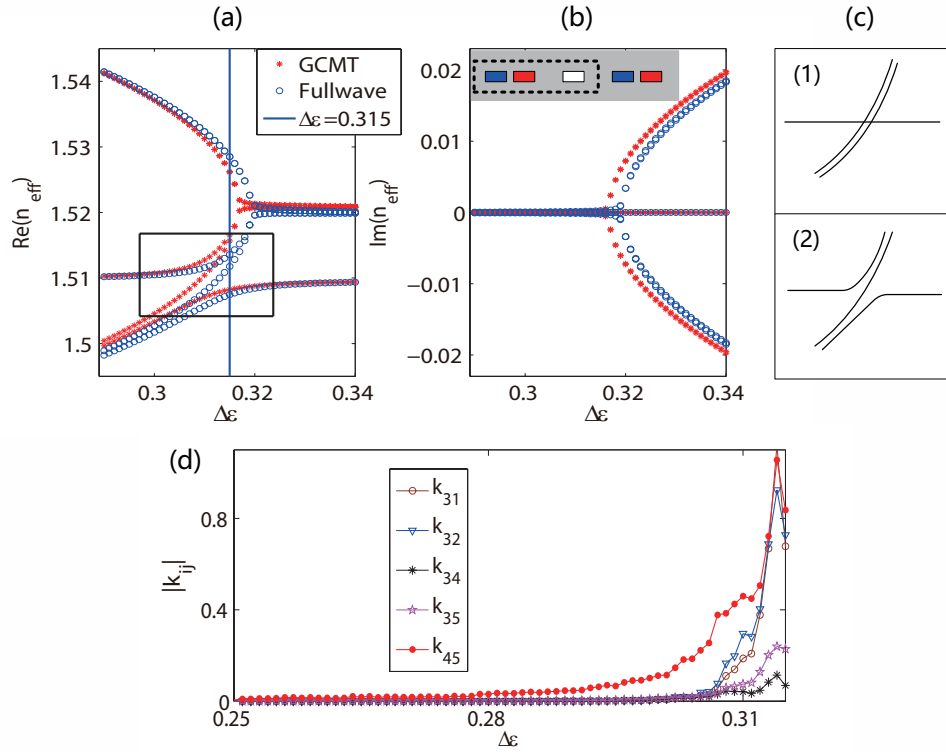 (a)
Re(n_eff)
1.54
1.53
1.52
1.51
1.5
0.3
0.32
0.34
Δε
GCMT
Fullwave
Δε=0.315
(b)
Im(n_eff)
0.02
0.01
0
−0.01
−0.02
0.3
0.32
0.34
Δε
(c)
(1)
(2)
(d)
|k_ij|
0.8
0.4
0
0.25
0.28
0.31
Δε
k_31
k_32
k_34
k_35
k_45